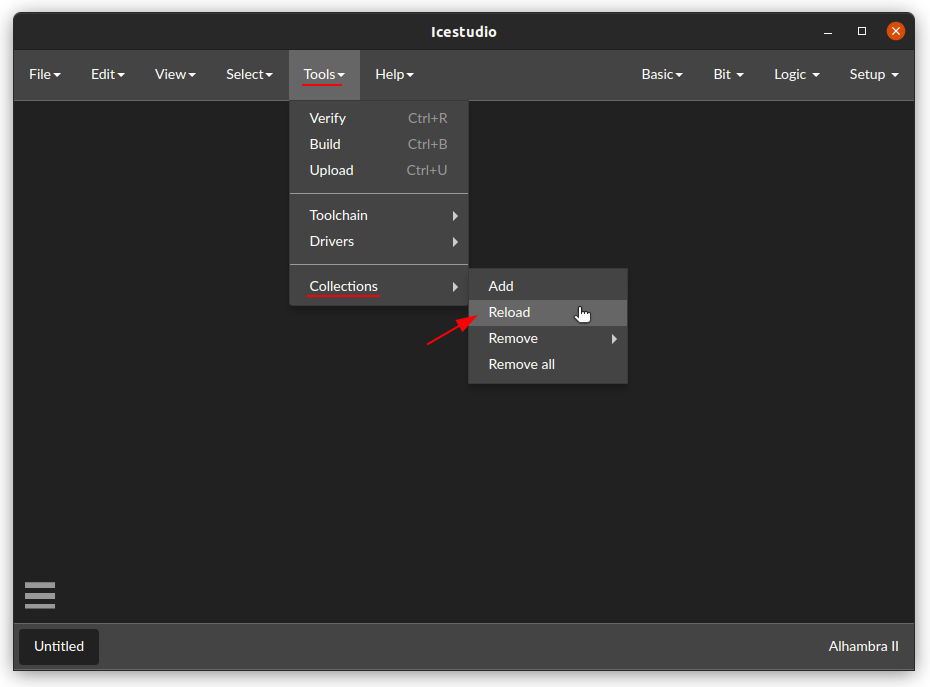 Icestudio
File Edit View Select Tools Help Basic Bit Logic Setup
Verify Ctrl+R
Build Ctrl+B
Upload Ctrl+U
Toolchain
Drivers
Collections
Add
Reload
Remove
Remove all
Untitled
Alhambra II